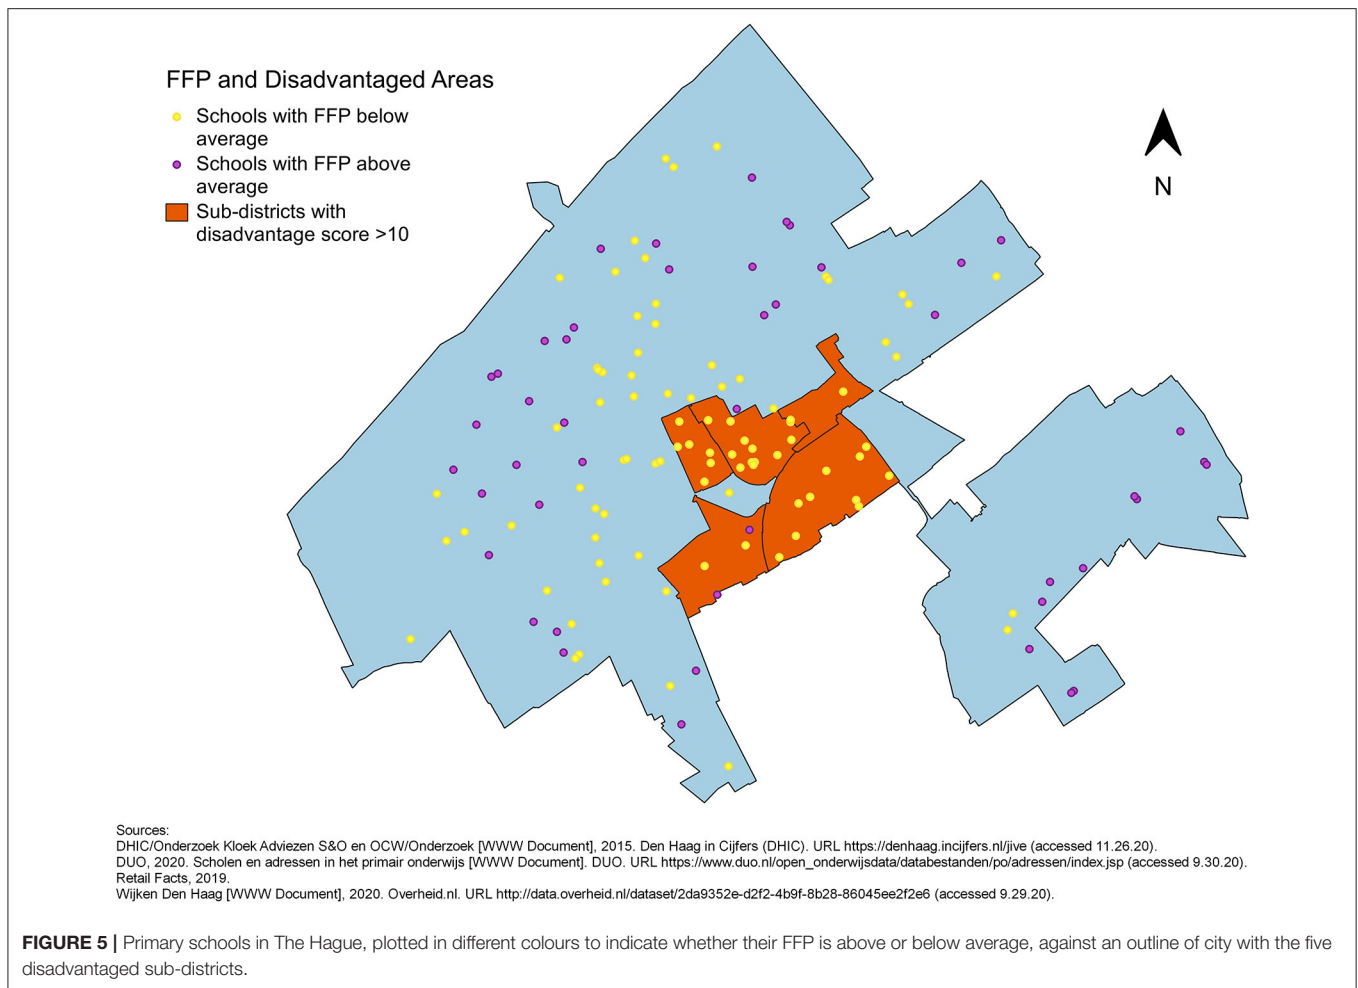 FFP and Disadvantaged Areas
Schools with FFP below
average
Schools with FFP above
average
Sub-districts with
disadvantage score >10
N
Sources:
DHIC/Onderzoek Kloek Adviezen S&O en OCW/Onderzoek [WWW Document], 2015. Den Haag in Cijfers (DHIC). URL https://denhaag.incijfers.nl/jive (accessed 11.26.20).
DUO, 2020. Scholen en adressen in het primair onderwijs [WWW Document]. DUO. URL https://www.duo.nl/open_onderwijsdata/databestanden/po/adressen/index.jsp (accessed 9.30.20).
Retail Facts, 2019.
Wijken Den Haag [WWW Document], 2020. Overheid.nl. URL http://data.overheid.nl/dataset/2da9352e-d2f2-4b9f-8b28-86045ee2f2e6 (accessed 9.29.20).
FIGURE 5 | Primary schools in The Hague, plotted in different colours to indicate whether their FFP is above or below average, against an outline of city with the five
disadvantaged sub-districts.